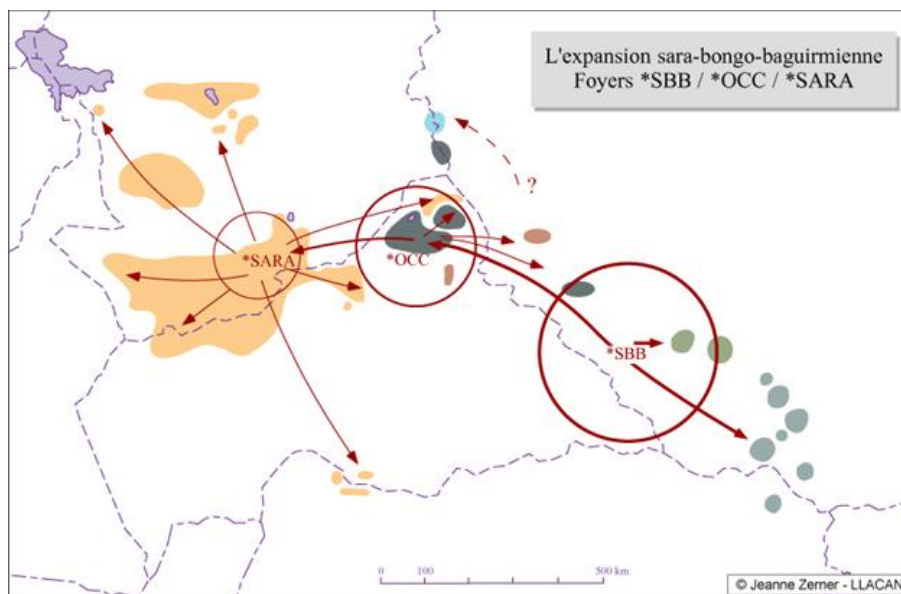 L'expansion sara-bongo-baguirmienne
Foyers *SBB / *OCC / *SARA
?
*SARA
*OCC
*SBB
0 100 500 km
© Jeanne Zerner - LLACAN